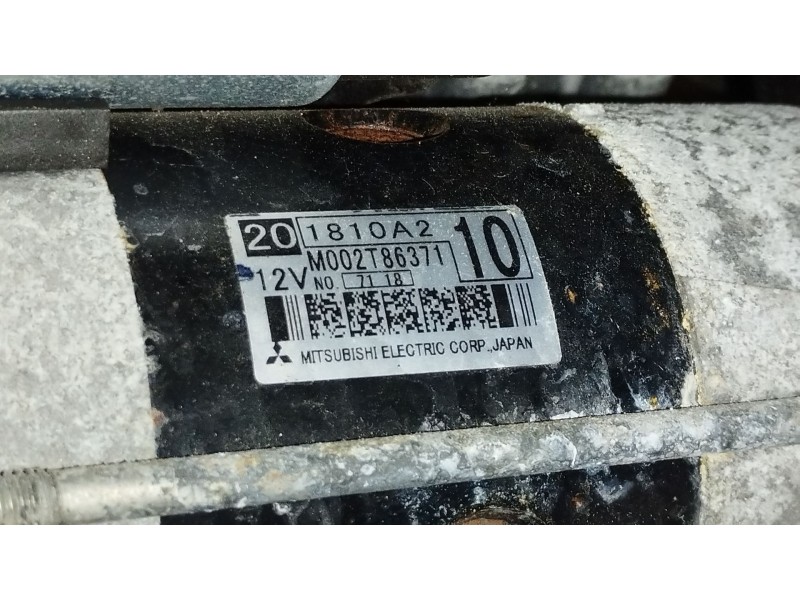 20 1810A2 10
M002T86371
12V NO. 71 18
MITSUBISHI ELECTRIC CORP., JAPAN